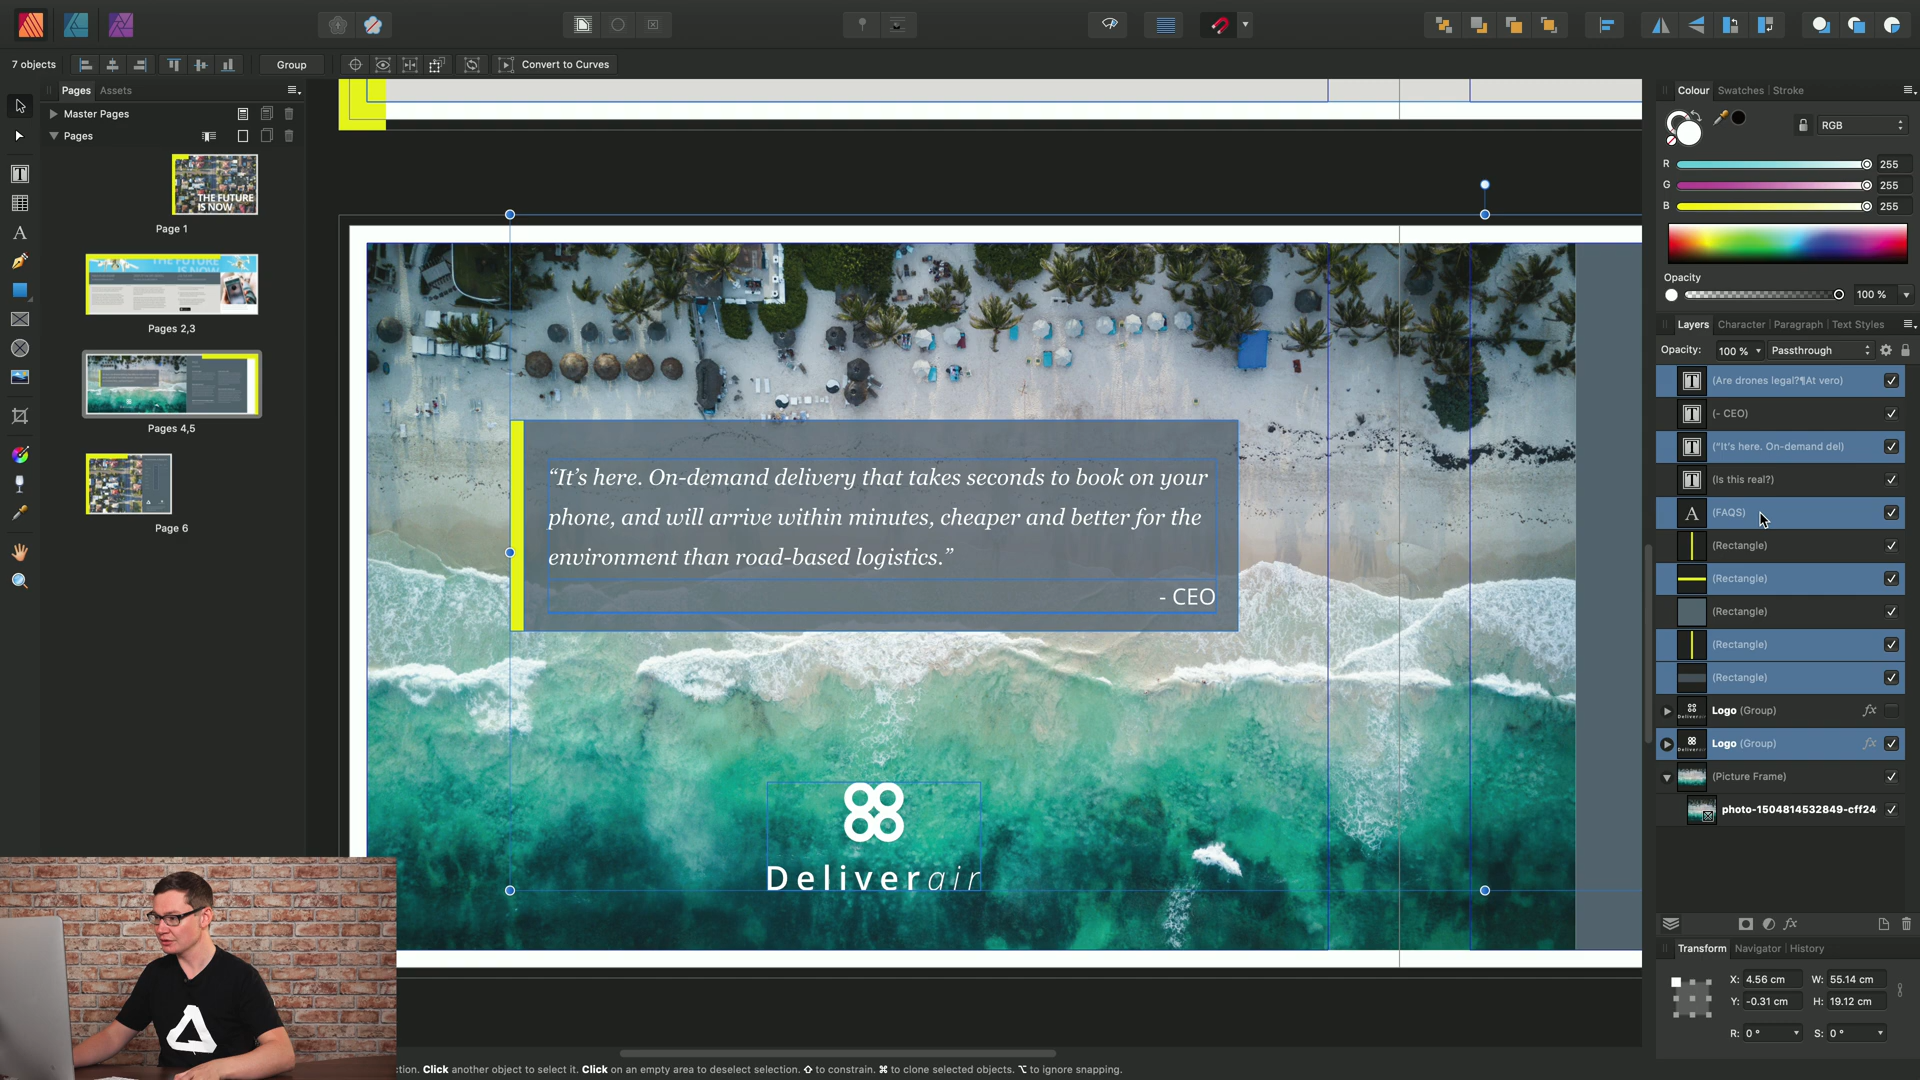 7 objects
Group
Convert to Curves
Pages
Assets
Master Pages
Pages
THE FUTURE
IS NOW
Page 1
THE FUTURE
IS NOW
Pages 2,3
Pages 4,5
Page 6
“It’s here. On-demand delivery that takes seconds to book on your
phone, and will arrive within minutes, cheaper and better for the
environment than road-based logistics.”
- CEO
Deliverair
Colour
Swatches
Stroke
RGB
R
255
G
255
B
255
Opacity
100 %
Layers
Character
Paragraph
Text Styles
Opacity:
100 %
Passthrough
(Are drones legal?¶At vero)
(- CEO)
(“It’s here. On-demand del)
(Is this real?)
(FAQS)
(Rectangle)
(Rectangle)
(Rectangle)
(Rectangle)
(Rectangle)
Logo (Group)
Logo (Group)
(Picture Frame)
photo-1504814532849-cff24
Transform
Navigator
History
X: 4.56 cm
W: 55.14 cm
Y: -0.31 cm
H: 19.12 cm
R: 0 °
S: 0 °
ction. Click another object to select it. Click on an empty area to deselect selection. ⇧ to constrain. ⌘ to clone selected objects. ⌥ to ignore snapping.